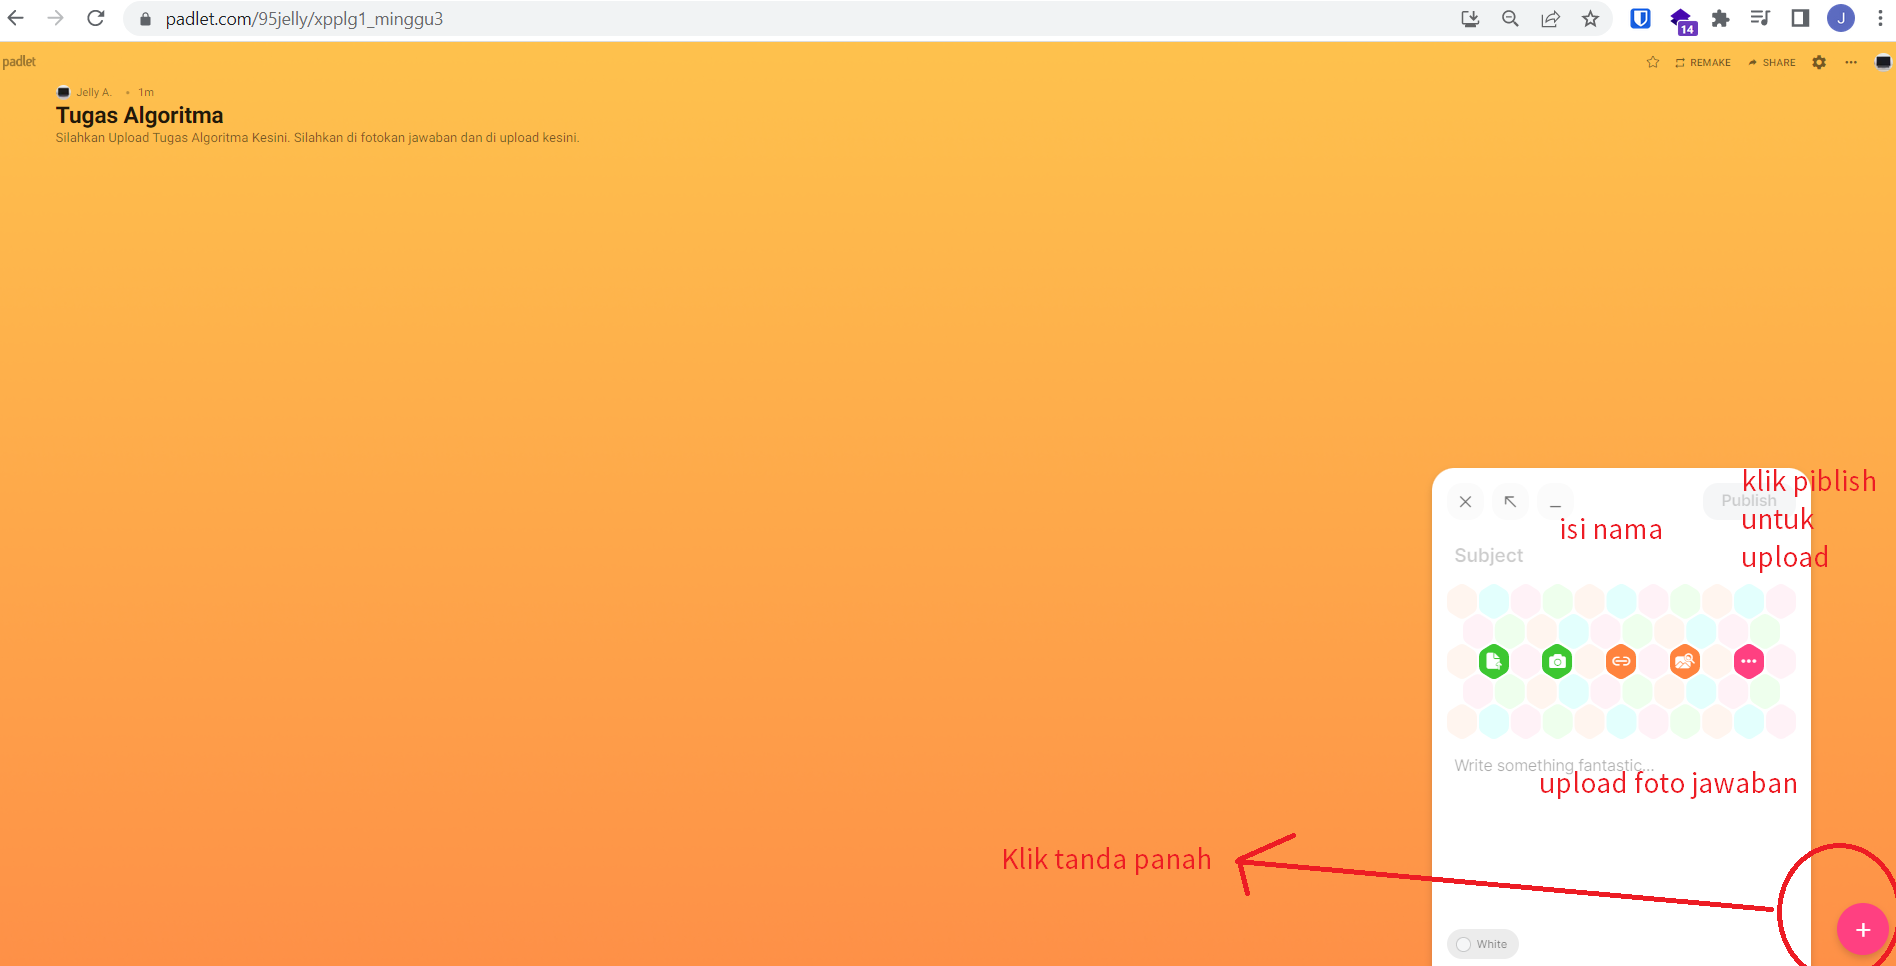 padlet.com/95jelly/xpplg1_minggu3
14
J
padlet
REMAKE
SHARE
Jelly A. • 1m
Tugas Algoritma
Silahkan Upload Tugas Algoritma Kesini. Silahkan di fotokan jawaban dan di upload kesini.
klik piblish
Publish
untuk
isi nama
upload
Subject
Write something fantastic...
upload foto jawaban
Klik tanda panah
+
White